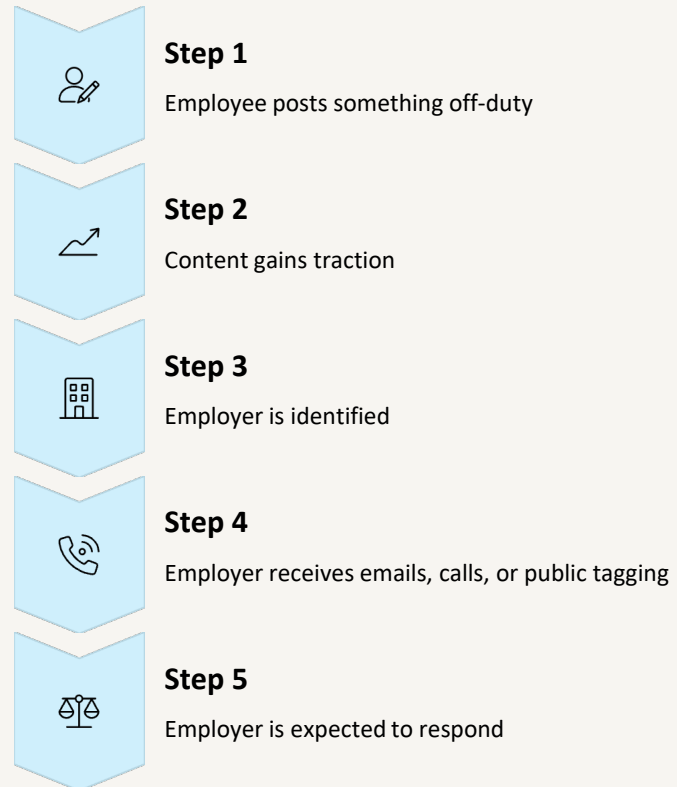 Step 1
Employee posts something off-duty
Step 2
Content gains traction
Step 3
Employer is identified
Step 4
Employer receives emails, calls, or public tagging
Step 5
Employer is expected to respond